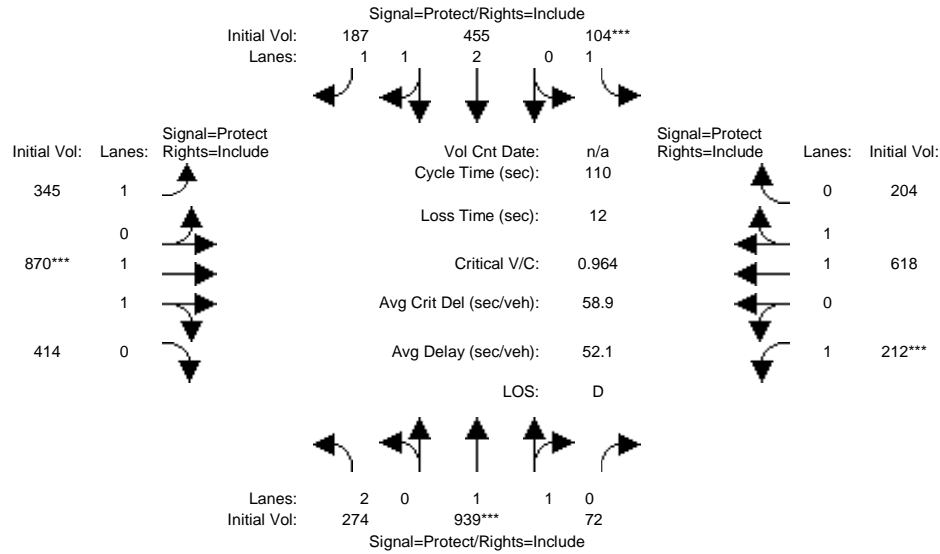 Signal=Protect/Rights=Include
Initial Vol: 187 455 104***
Lanes: 1 1 2 0 1
Signal=Protect
Initial Vol: Lanes: Rights=Include
Vol Cnt Date: n/a
Signal=Protect
Rights=Include Lanes: Initial Vol:
Cycle Time (sec): 110
345 1
0 204
Loss Time (sec): 12
0
1
870*** 1
Critical V/C: 0.964
1 618
1
Avg Crit Del (sec/veh): 58.9
0
414 0
Avg Delay (sec/veh): 52.1
1 212***
LOS: D
Lanes: 2 0 1 1 0
Initial Vol: 274 939*** 72
Signal=Protect/Rights=Include